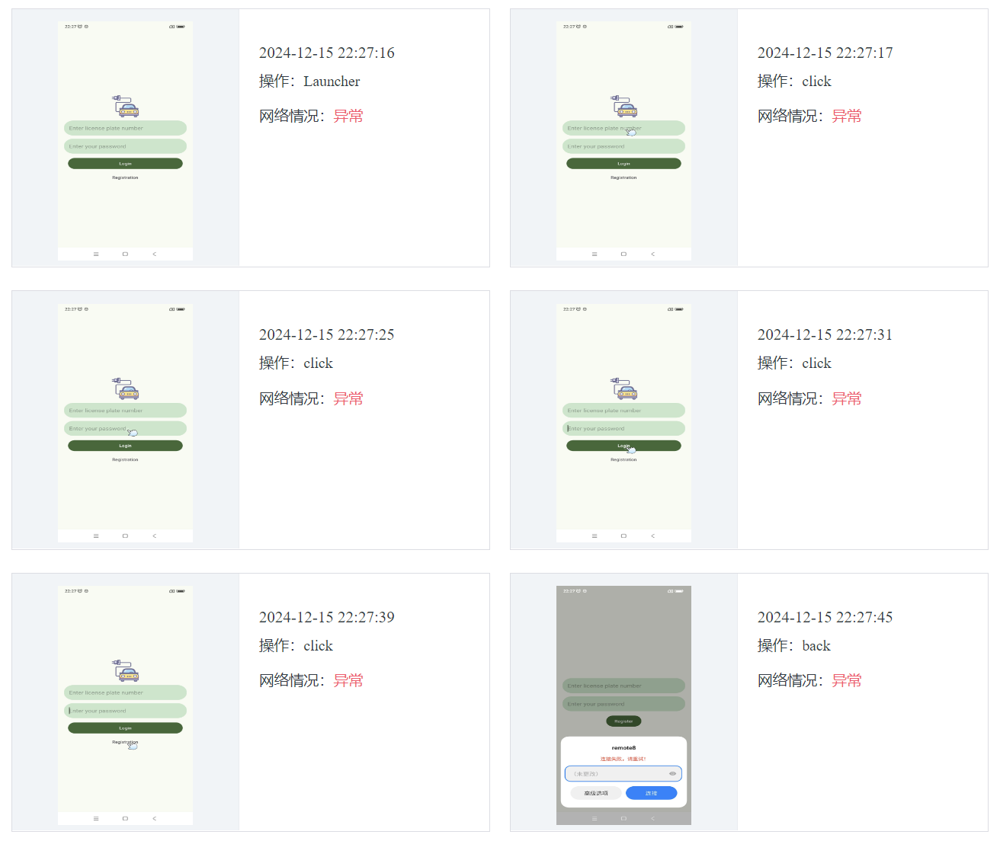 22:27
Enter license plate number
Enter your password
Login
Registration
2024-12-15 22:27:16
操作：Launcher
网络情况：异常
22:27
Enter license plate number
Enter your password
Login
Registration
2024-12-15 22:27:17
操作：click
网络情况：异常
22:27
Enter license plate number
Enter your password
Login
Registration
2024-12-15 22:27:25
操作：click
网络情况：异常
22:27
Enter license plate number
Enter your password
Login
Registration
2024-12-15 22:27:31
操作：click
网络情况：异常
22:27
Enter license plate number
Enter your password
Login
Registration
2024-12-15 22:27:39
操作：click
网络情况：异常
22:27
Enter license plate number
Enter your password
Register
remote8
连接失败，请重试!
（未更改）
高级选项 连接
2024-12-15 22:27:45
操作：back
网络情况：异常